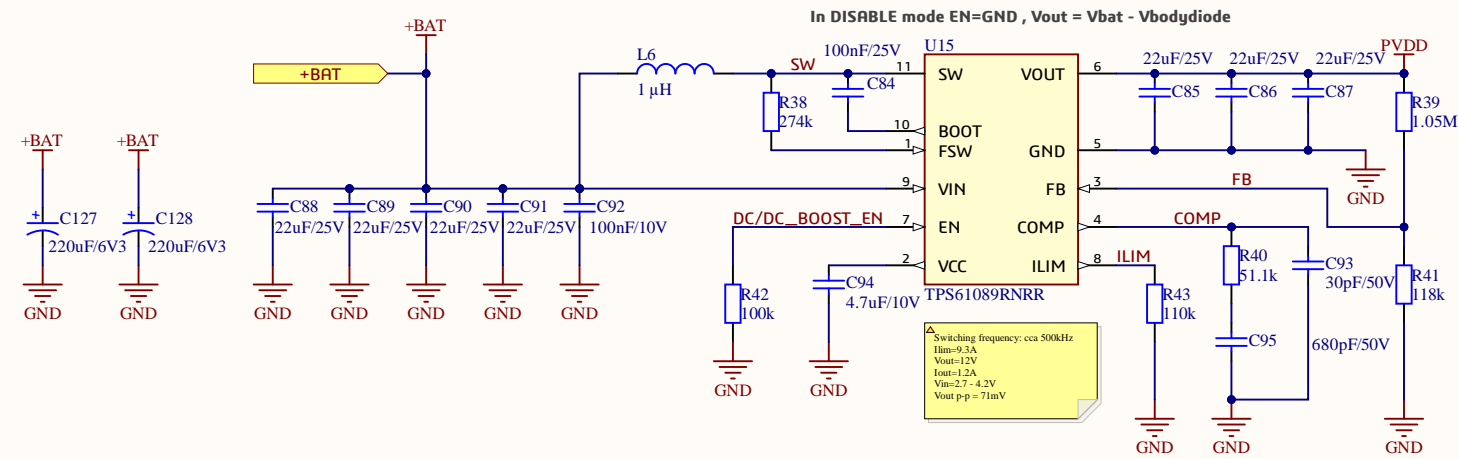 In DISABLE mode EN=GND , Vout = Vbat - Vbodydiode
+BAT
+BAT
L6
1 µH
SW
100nF/25V
C84
R38
274k
U15
11 SW
VOUT 6
10 BOOT
1 FSW
GND 5
9 VIN
FB 3
7 EN
COMP 4
2 VCC
ILIM 8
TPS61089RNRR
22uF/25V
22uF/25V
22uF/25V
PVDD
C85
C86
C87
R39
1.05M
GND
FB
+BAT
+BAT
C127
220uF/6V3
C128
220uF/6V3
GND
GND
C88
22uF/25V
C89
22uF/25V
C90
22uF/25V
C91
22uF/25V
C92
100nF/10V
GND
GND
GND
GND
GND
DC/DC_BOOST_EN
R42
100k
GND
C94
4.7uF/10V
GND
COMP
ILIM
R43
110k
GND
R40
51.1k
C93
30pF/50V
C95
680pF/50V
GND
R41
118k
GND
Switching frequency: cca 500kHz
Ilim=9.3A
Vout=12V
Iout=1.2A
Vin=2.7 - 4.2V
Vout p-p = 71mV